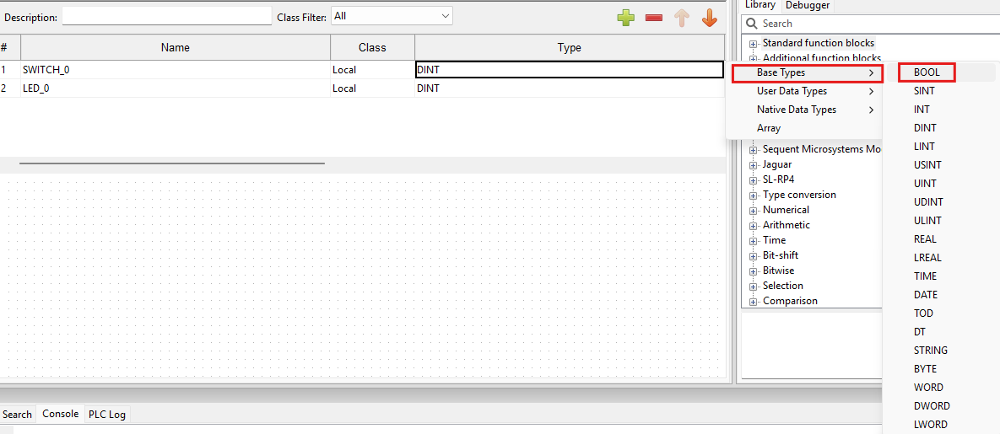 Description: Class Filter: All
# Name Class Type
1 SWITCH_0 Local DINT
2 LED_0 Local DINT
Library Debugger
Search
Standard function blocks
Additional function blocks
Base Types
User Data Types
Native Data Types
Array
BOOL
SINT
INT
DINT
LINT
USINT
UINT
UDINT
ULINT
REAL
LREAL
TIME
DATE
TOD
DT
STRING
BYTE
WORD
DWORD
LWORD
Sequent Microsystems Mo
Jaguar
SL-RP4
Type conversion
Numerical
Arithmetic
Time
Bit-shift
Bitwise
Selection
Comparison
Search Console PLC Log